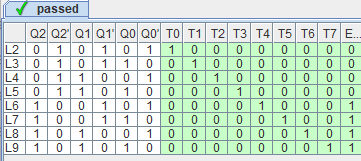 passed
Q2 Q2' Q1 Q1' Q0 Q0' T0 T1 T2 T3 T4 T5 T6 T7 E...
L2 0 1 0 1 0 1 1 0 0 0 0 0 0 0 0
L3 0 1 0 1 1 0 0 1 0 0 0 0 0 0 0
L4 0 1 1 0 0 1 0 0 1 0 0 0 0 0 0
L5 0 1 1 0 1 0 0 0 0 1 0 0 0 0 0
L6 1 0 0 1 0 1 0 0 0 0 1 0 0 0 1
L7 1 0 0 1 1 0 0 0 0 0 0 1 0 0 1
L8 1 0 1 0 0 1 0 0 0 0 0 0 1 0 1
L9 1 0 1 0 1 0 0 0 0 0 0 0 0 1 1